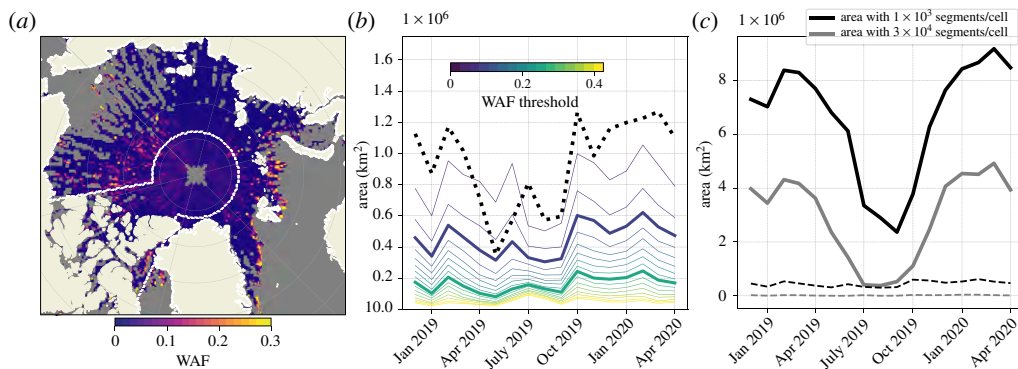 (a)
0 0.1 0.2 0.3
WAF
(b)
1 × 10⁶
0 0.2 0.4
WAF threshold
area (km²)
1.6
1.4
1.2
1.0
0.8
0.6
0.4
0.2
10.0
Jan 2019
Apr 2019
July 2019
Oct 2019
Jan 2020
Apr 2020
(c)
1 × 10⁶
area with 1 × 10³ segments/cell
area with 3 × 10⁴ segments/cell
area (km²)
8
6
4
2
0
Jan 2019
Apr 2019
July 2019
Oct 2019
Jan 2020
Apr 2020